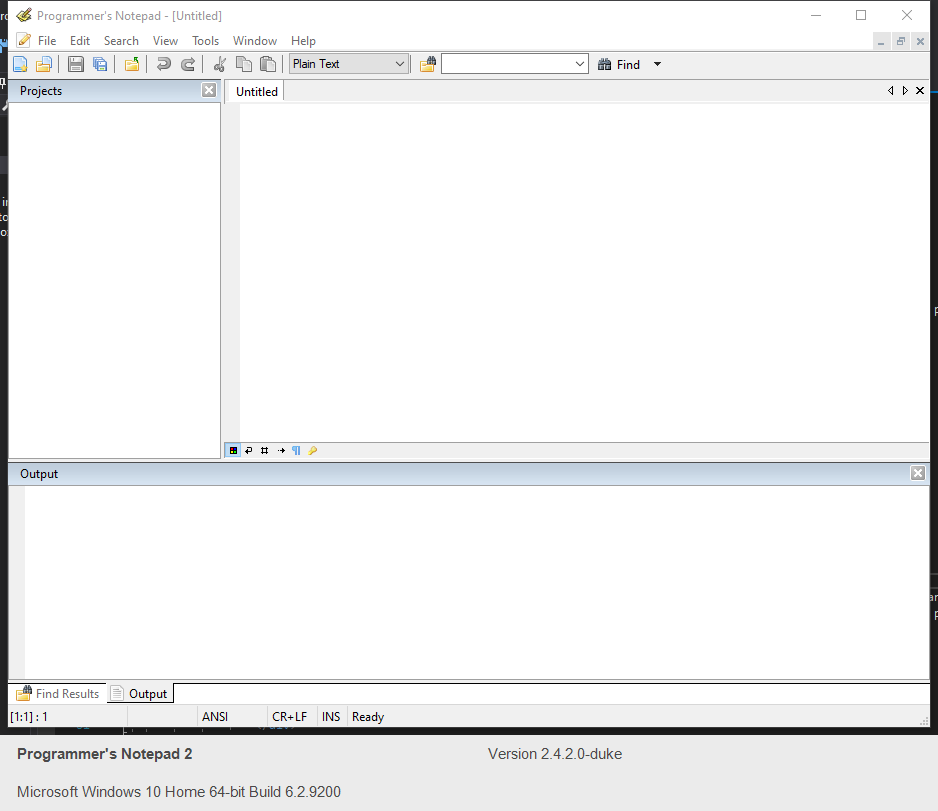 Programmer's Notepad - [Untitled]
File Edit Search View Tools Window Help
Plain Text Find
Projects
Untitled
Output
Find Results Output
[1:1] : 1 ANSI CR+LF INS Ready
Programmer's Notepad 2 Version 2.4.2.0-duke
Microsoft Windows 10 Home 64-bit Build 6.2.9200